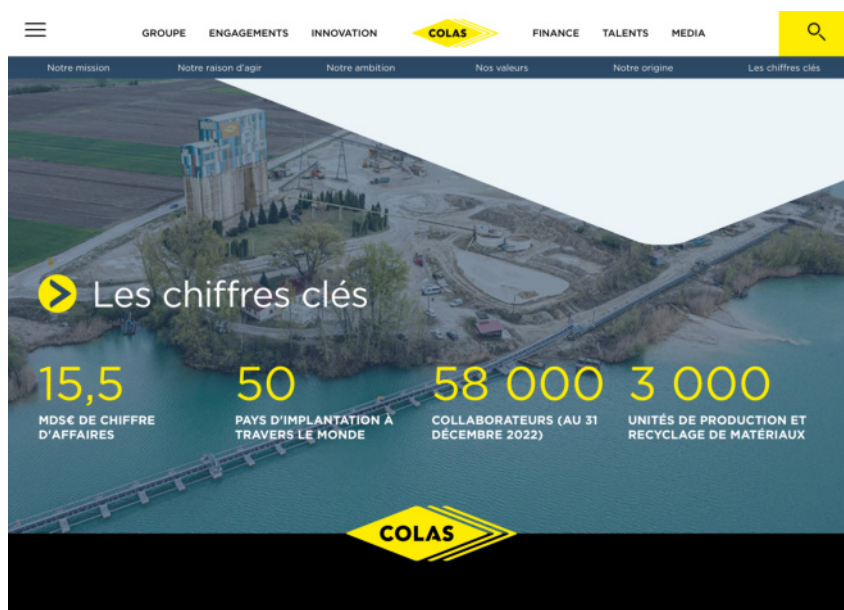 GROUPE ENGAGEMENTS INNOVATION COLAS FINANCE TALENTS MEDIA
Notre mission Notre raison d'agir Notre ambition Nos valeurs Notre origine Les chiffres clés
Les chiffres clés
15,5 50 58 000 3 000
MDS€ DE CHIFFRE PAYS D'IMPLANTATION À COLLABORATEURS (AU 31 UNITÉS DE PRODUCTION ET
D'AFFAIRES TRAVERS LE MONDE DÉCEMBRE 2022) RECYCLAGE DE MATÉRIAUX
COLAS